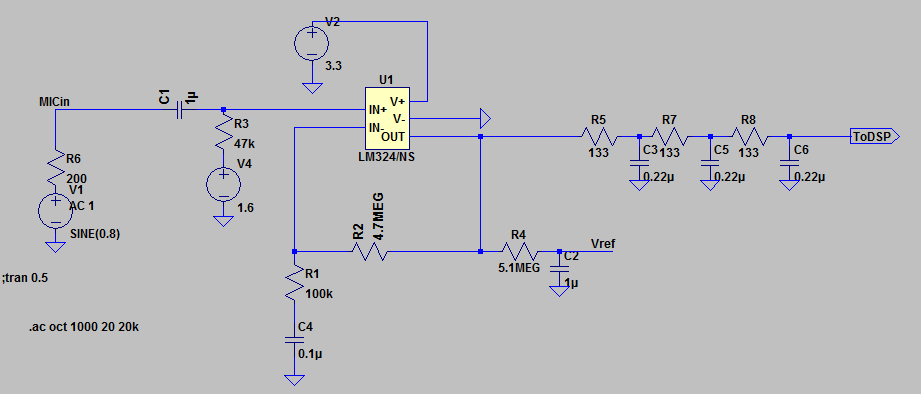 V2
3.3
C1
1µ
U1
MICin
V+
IN+
V-
IN-
OUT
LM324/NS
R3
47k
R5
133
R7
133
R8
133
ToDSP
C3
0.22µ
C5
0.22µ
C6
0.22µ
R6
200
V4
1.6
V1
AC 1
SINE(0.8)
R2
4.7MEG
R4
5.1MEG
Vref
C2
1µ
;tran 0.5
R1
100k
.ac oct 1000 20 20k
C4
0.1µ